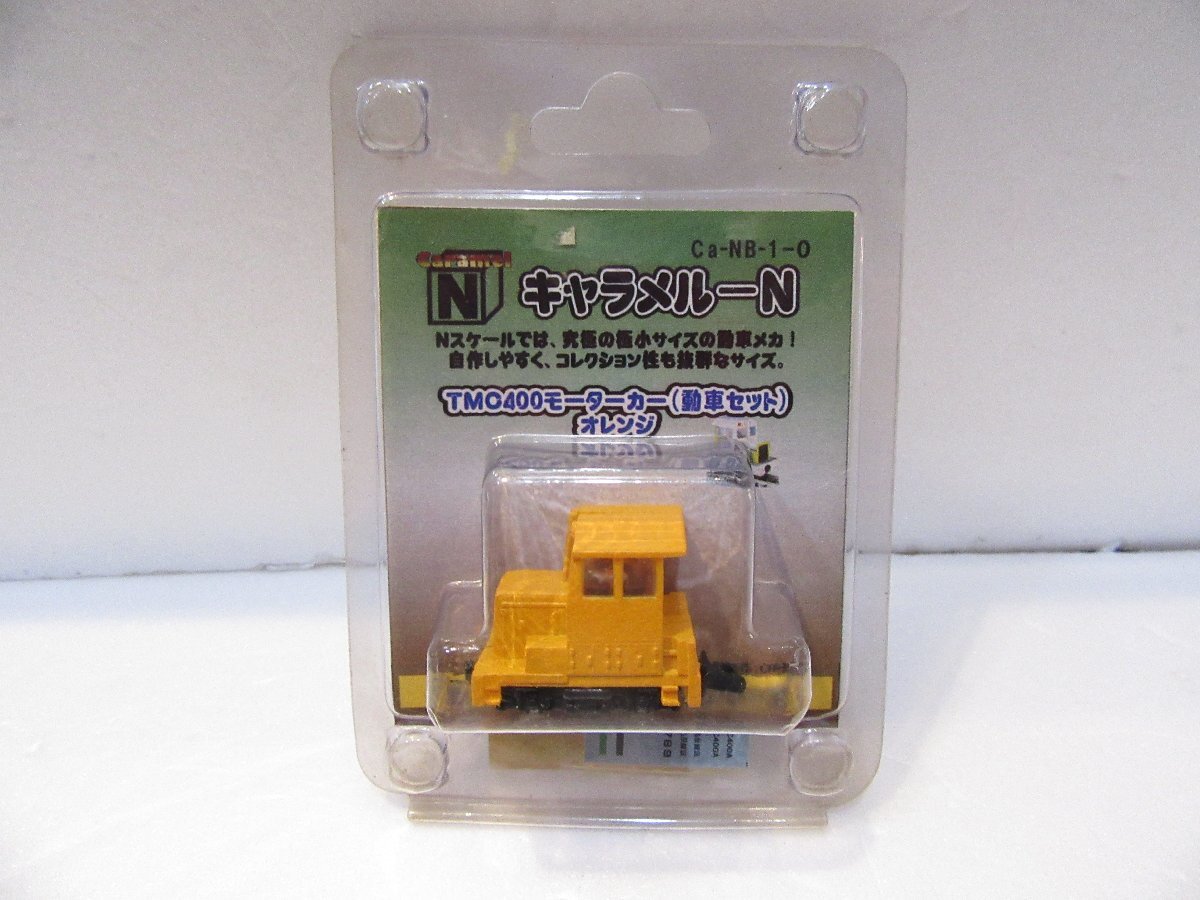 Ca-NB-1-O
Caramel
N
キャラメルーN
Nスケールでは、究極の極小サイズの動車メカ！
自作しやすく、コレクション性も抜群なサイズ。
TMC400モーターカー(動車セット)
オレンジ